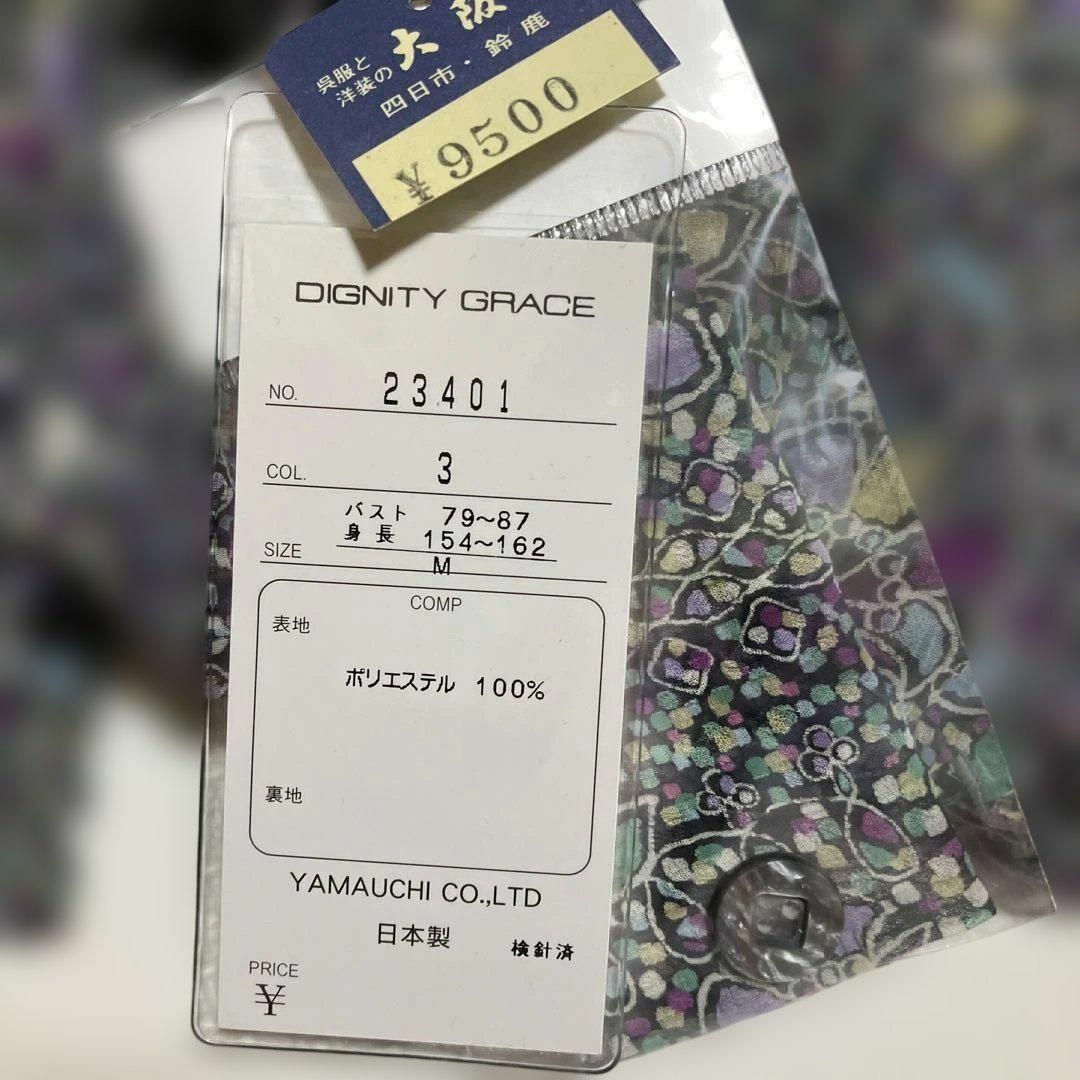 呉服と
洋装の
大阪
四日市・鈴鹿
¥9500
DIGNITY GRACE
NO. 23401
COL. 3
バスト 79~87
身長 154~162
SIZE M
COMP
表地
ポリエステル 100%
裏地
YAMAUCHI CO.,LTD
日本製 検針済
PRICE
¥